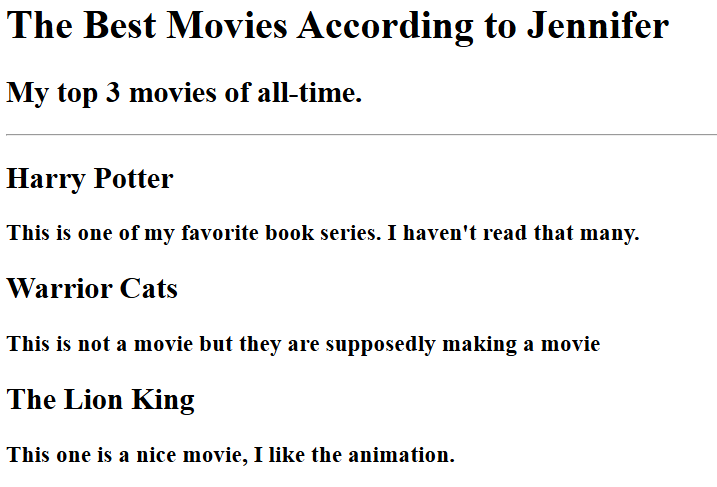 The Best Movies According to Jennifer
My top 3 movies of all-time.
Harry Potter
This is one of my favorite book series. I haven't read that many.
Warrior Cats
This is not a movie but they are supposedly making a movie
The Lion King
This one is a nice movie, I like the animation.